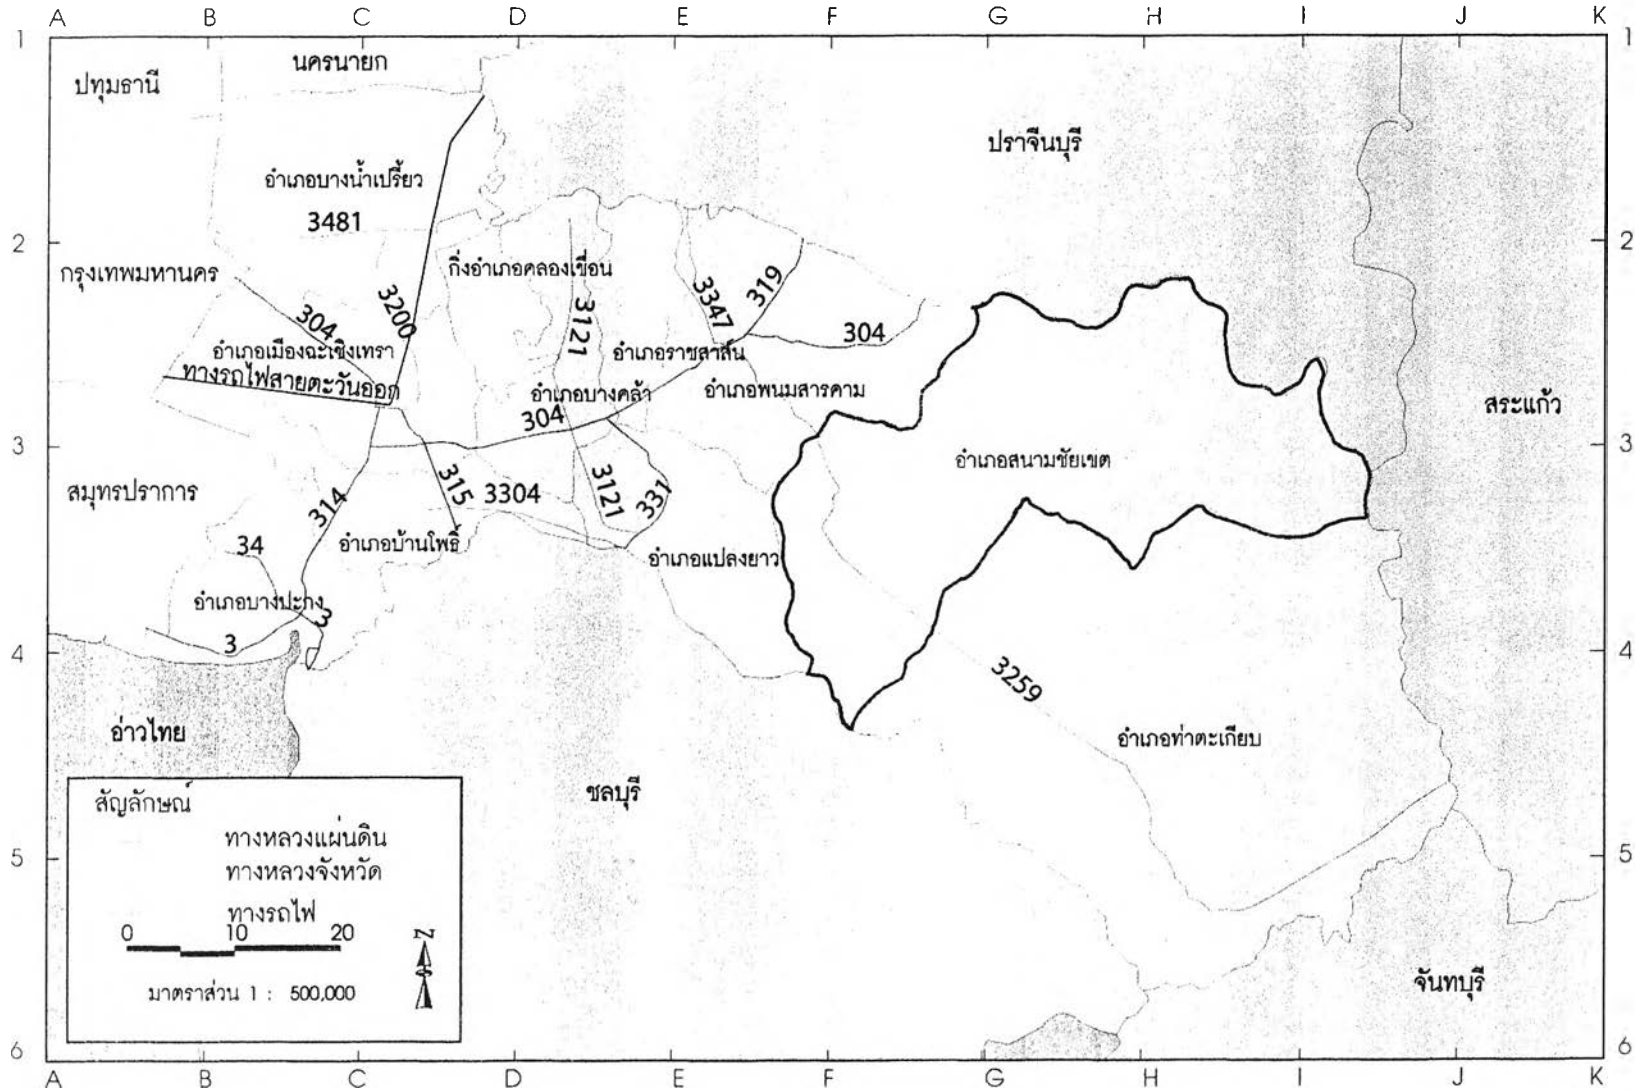 A B C D E F G H I J K
1 1
นครนายก
ปทุมธานี
ปราจีนบุรี
อำเภอบางน้ำเปรี้ยว
3481
2 2
กรุงเทพมหานคร
กิ่งอำเภอคลองเขื่อน
3200
3121
3347
319
304
304
อำเภอเมืองฉะเชิงเทรา
อำเภอราชสาส์น
ทางรถไฟสายตะวันออก
อำเภอบางคล้า
อำเภอพนมสารคาม
สระแก้ว
304
3 3
อำเภอสนามชัยเขต
สมุทรปราการ
314
315
3304
3121
331
34
อำเภอบ้านโพธิ์
อำเภอแปลงยาว
อำเภอบางปะกง
3
3
4 4
3259
อ่าวไทย
อำเภอท่าตะเกียบ
ชลบุรี
สัญลักษณ์
ทางหลวงแผ่นดิน
ทางหลวงจังหวัด
ทางรถไฟ
0 10 20
N
มาตราส่วน 1 : 500,000
5 5
จันทบุรี
6 6
A B C D E F G H I J K